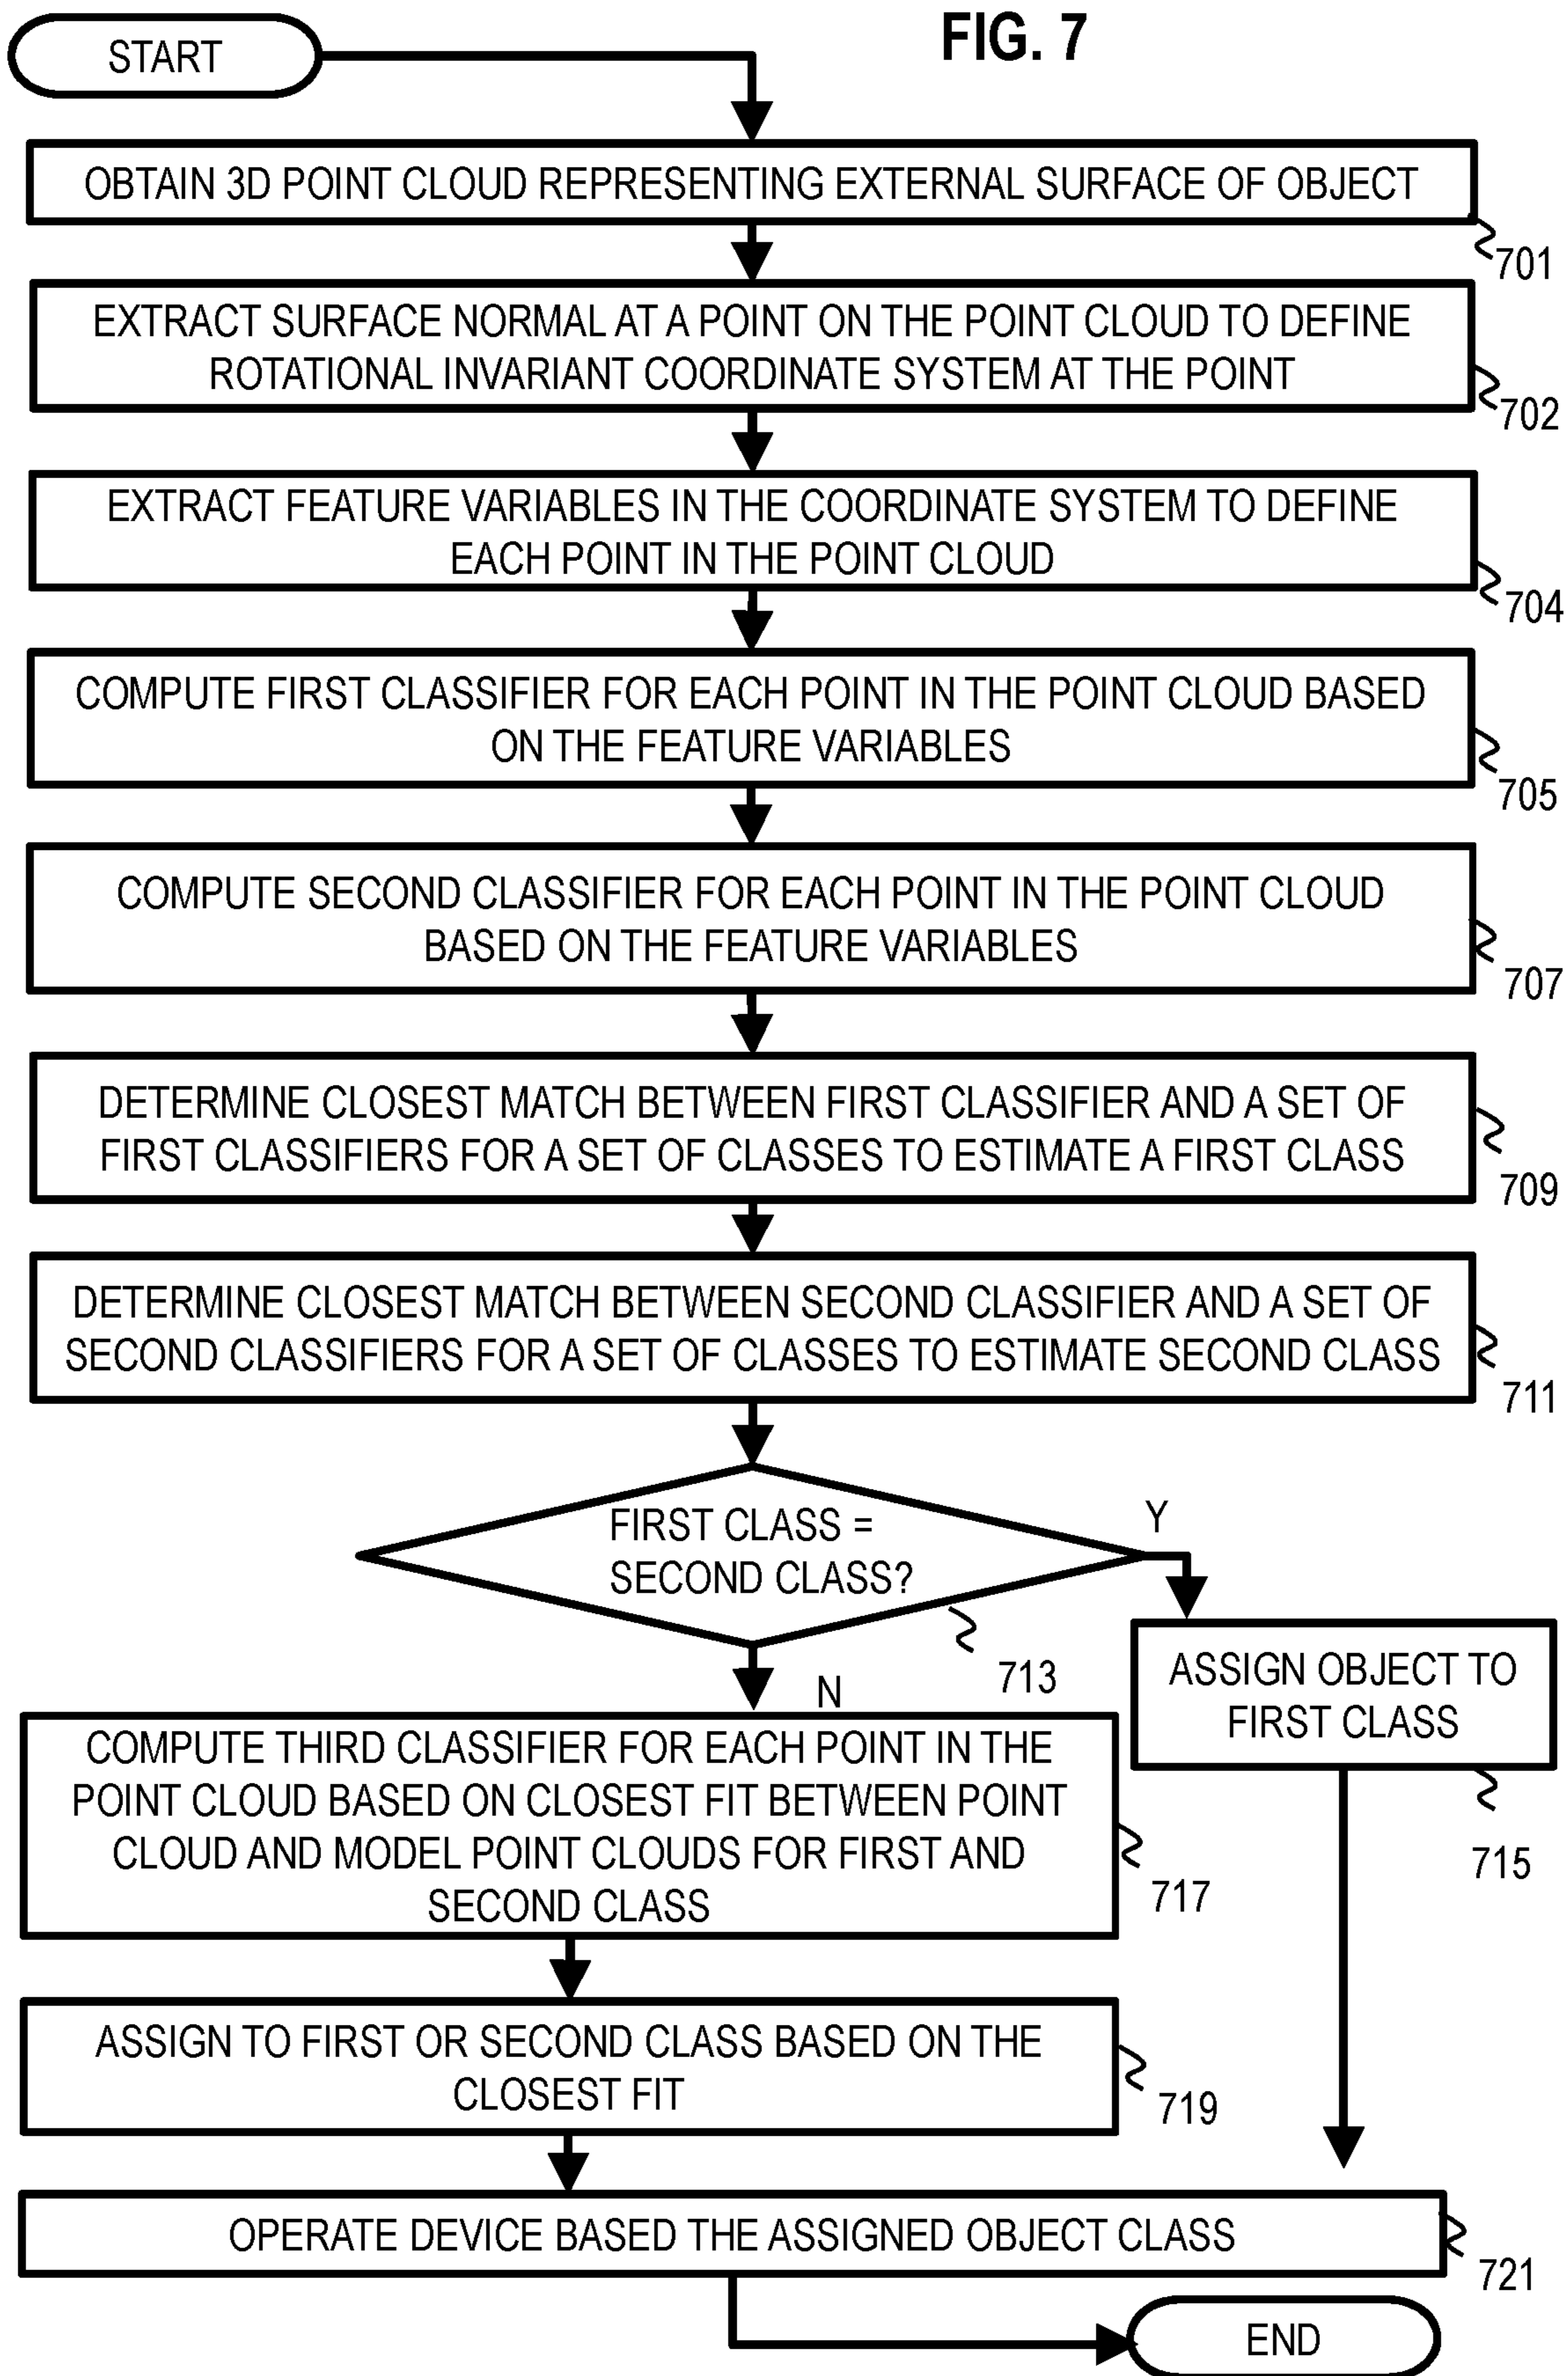 FIG. 7
START
OBTAIN 3D POINT CLOUD REPRESENTING EXTERNAL SURFACE OF OBJECT
701
EXTRACT SURFACE NORMAL AT A POINT ON THE POINT CLOUD TO DEFINE
ROTATIONAL INVARIANT COORDINATE SYSTEM AT THE POINT
702
EXTRACT FEATURE VARIABLES IN THE COORDINATE SYSTEM TO DEFINE
EACH POINT IN THE POINT CLOUD
704
COMPUTE FIRST CLASSIFIER FOR EACH POINT IN THE POINT CLOUD BASED
ON THE FEATURE VARIABLES
705
COMPUTE SECOND CLASSIFIER FOR EACH POINT IN THE POINT CLOUD
BASED ON THE FEATURE VARIABLES
707
DETERMINE CLOSEST MATCH BETWEEN FIRST CLASSIFIER AND A SET OF
FIRST CLASSIFIERS FOR A SET OF CLASSES TO ESTIMATE A FIRST CLASS
709
DETERMINE CLOSEST MATCH BETWEEN SECOND CLASSIFIER AND A SET OF
SECOND CLASSIFIERS FOR A SET OF CLASSES TO ESTIMATE SECOND CLASS
711
FIRST CLASS =
SECOND CLASS?
713
Y
N
ASSIGN OBJECT TO
FIRST CLASS
715
COMPUTE THIRD CLASSIFIER FOR EACH POINT IN THE
POINT CLOUD BASED ON CLOSEST FIT BETWEEN POINT
CLOUD AND MODEL POINT CLOUDS FOR FIRST AND
SECOND CLASS
717
ASSIGN TO FIRST OR SECOND CLASS BASED ON THE
CLOSEST FIT
719
OPERATE DEVICE BASED THE ASSIGNED OBJECT CLASS
721
END